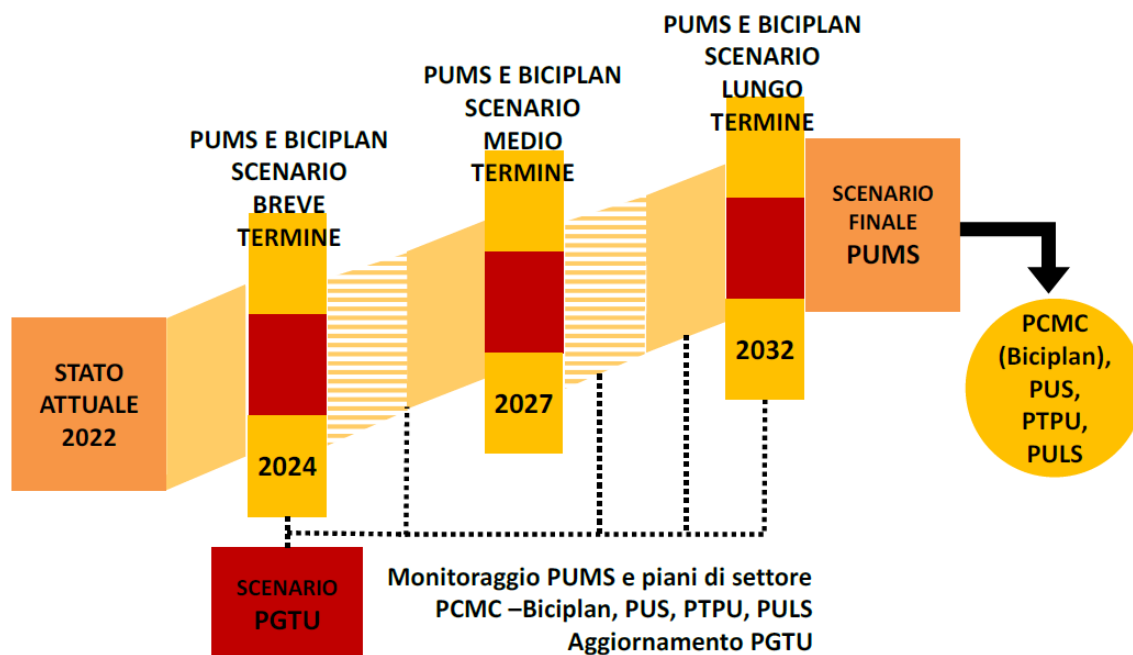 PUMS E BICIPLAN
SCENARIO
LUNGO
TERMINE
PUMS E BICIPLAN
SCENARIO
MEDIO
TERMINE
PUMS E BICIPLAN
SCENARIO
BREVE
TERMINE
SCENARIO
FINALE
PUMS
STATO
ATTUALE
2022
2024
2027
2032
PCMC
(Biciplan),
PUS,
PTPU,
PULS
SCENARIO
PGTU
Monitoraggio PUMS e piani di settore
PCMC –Biciplan, PUS, PTPU, PULS
Aggiornamento PGTU